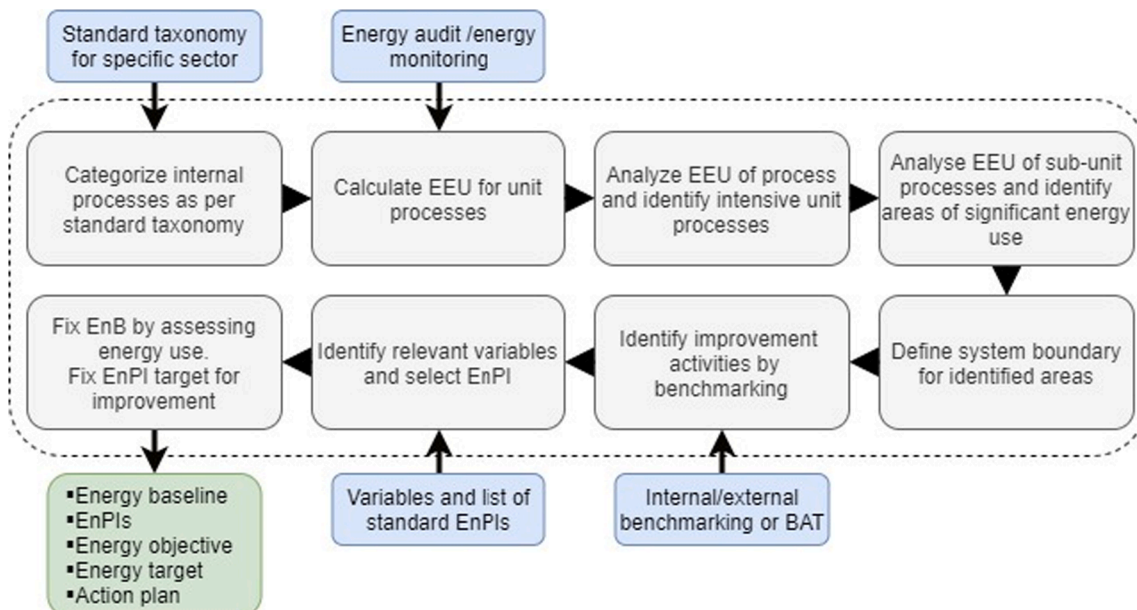 Standard taxonomy
for specific sector
Energy audit /energy
monitoring
Categorize internal
processes as per
standard taxonomy
Calculate EEU for unit
processes
Analyze EEU of process
and identify intensive unit
processes
Analyse EEU of sub-unit
processes and identify
areas of significant energy
use
Fix EnB by assessing
energy use.
Fix EnPI target for
improvement
Identify relevant variables
and select EnPI
Identify improvement
activities by
benchmarking
Define system boundary
for identified areas
▪Energy baseline
▪EnPIs
▪Energy objective
▪Energy target
▪Action plan
Variables and list of
standard EnPIs
Internal/external
benchmarking or BAT